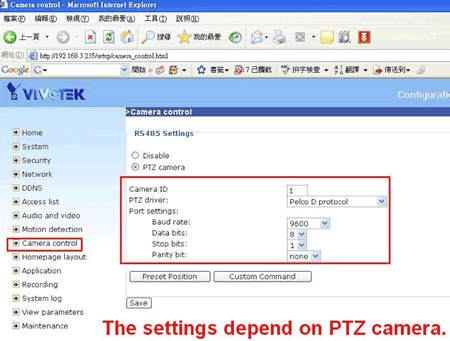 Camera control - Microsoft Internet Explorer
檔案(F) 編輯(E) 檢視(V) 我的最愛(A) 工具(T) 說明(H)
上一頁 搜尋 我的最愛
網址(D) http://192.168.3.235/setup/camera_control.html
Google 開始 書籤 7 已攔截 拼字檢查 翻譯 傳送到
VIVOTEK
Configuratio
>Camera control
Home
System
Security
Network
DDNS
Access list
Audio and video
Motion detection
Camera control
Homepage layout
Application
Recording
System log
View parameters
Maintenance
RS485 Settings
Disable
PTZ camera
Camera ID 1
PTZ driver: Pelco D protocol
Port settings:
Baud rate: 9600
Data bits: 8
Stop bits: 1
Parity bit: none
Preset Position Custom Command
Save
The settings depend on PTZ camera.